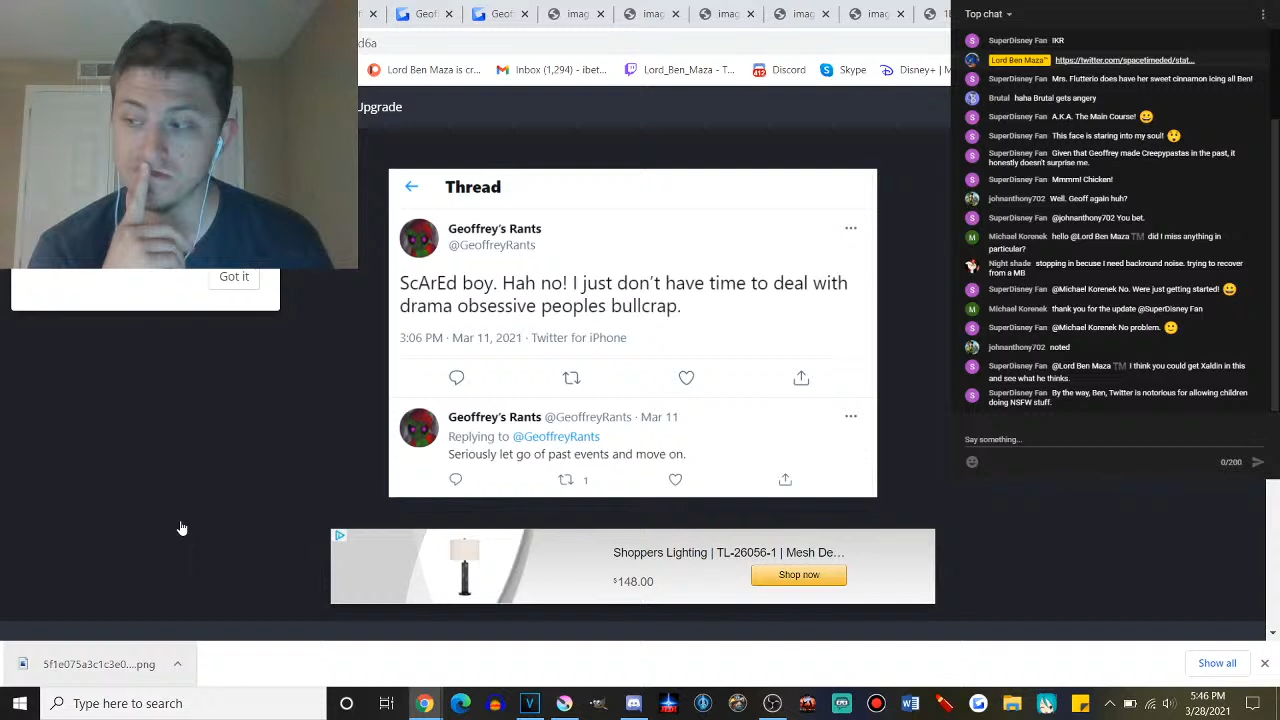 imag
imag
imag
imag
d6a
Lord Ben Maza is cr...
Inbox (1,200) - ibent...
Lord_Ben_Maza - T...
412
Discord
Skype
Disney+ | M
Upgrade
Got it
Thread
Geoffrey's Rants
@GeoffreyRants
ScArEd boy. Hah no! I just don't have time to deal with
drama obsessive peoples bullcrap.
3:06 PM · Mar 11, 2021 · Twitter for iPhone
Geoffrey's Rants @GeoffreyRants · Mar 11
Replying to @GeoffreyRants
Seriously let go of past events and move on.
1
Shoppers Lighting | TL-26056-1 | Mesh De...
$148.00
Shop now
Top chat
SuperDisney Fan IKR
Lord Ben Maza™ https://twitter.com/spacetimeded/stat...
SuperDisney Fan Mrs. Flutterio does have her sweet cinnamon icing all Ben!
Brutal haha Brutal gets angery
SuperDisney Fan A.K.A. The Main Course! 😀
SuperDisney Fan This face is staring into my soul! 😲
SuperDisney Fan Given that Geoffrey made Creepypastas in the past, it
honestly doesn't surprise me.
SuperDisney Fan Mmmm! Chicken!
johnanthony702 Well. Geoff again huh?
SuperDisney Fan @johnanthony702 You bet.
Michael Korenek hello @Lord Ben Maza™️ did I miss anything in
particular?
Night shade stopping in becuse I need backround noise. trying to recover
from a MB
SuperDisney Fan @Michael Korenek No. Were just getting started! 😀
Michael Korenek thank you for the update @SuperDisney Fan
SuperDisney Fan @Michael Korenek No problem. 🙂
johnanthony702 noted
SuperDisney Fan @Lord Ben Maza™️ I think you could get Xaldin in this
and see what he thinks.
SuperDisney Fan By the way, Ben, Twitter is notorious for allowing children
doing NSFW stuff.
Say something...
0/200
5f1e075a3c1c3e0....png
Show all
Type here to search
5:46 PM
3/28/2021